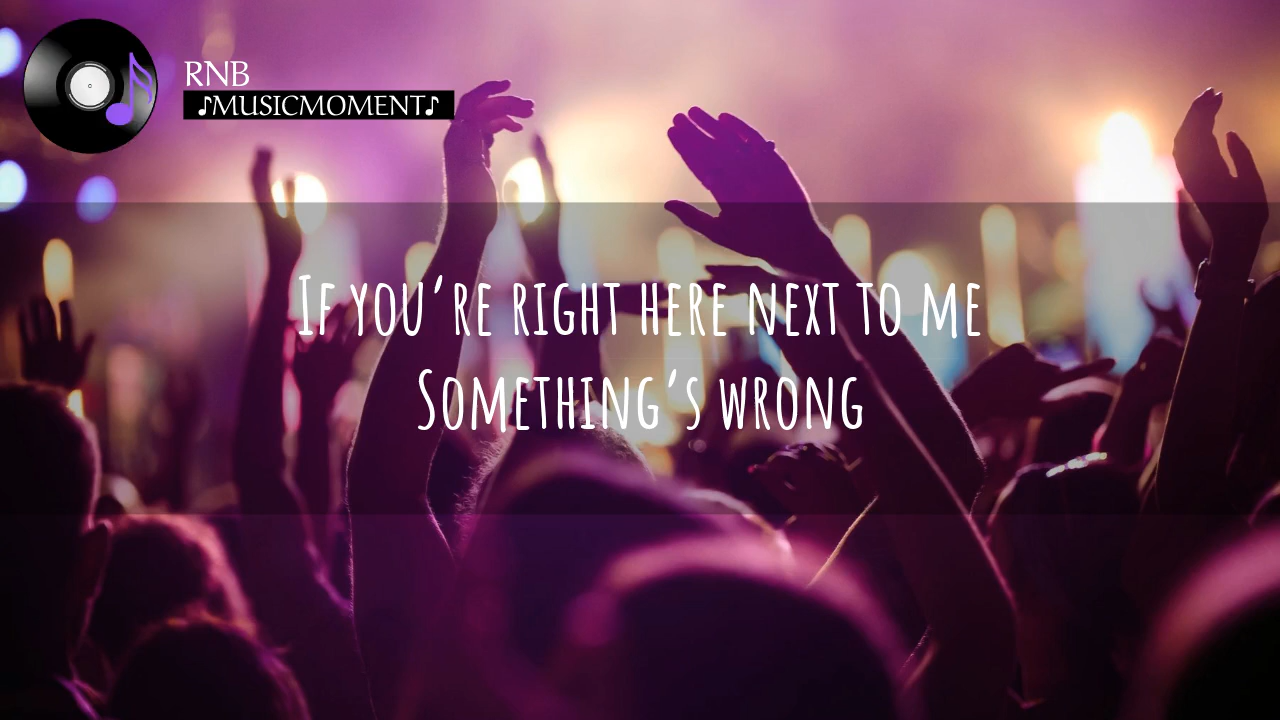 RNB
♪MUSICMOMENT♪
If you're right here next to me
Something's wrong